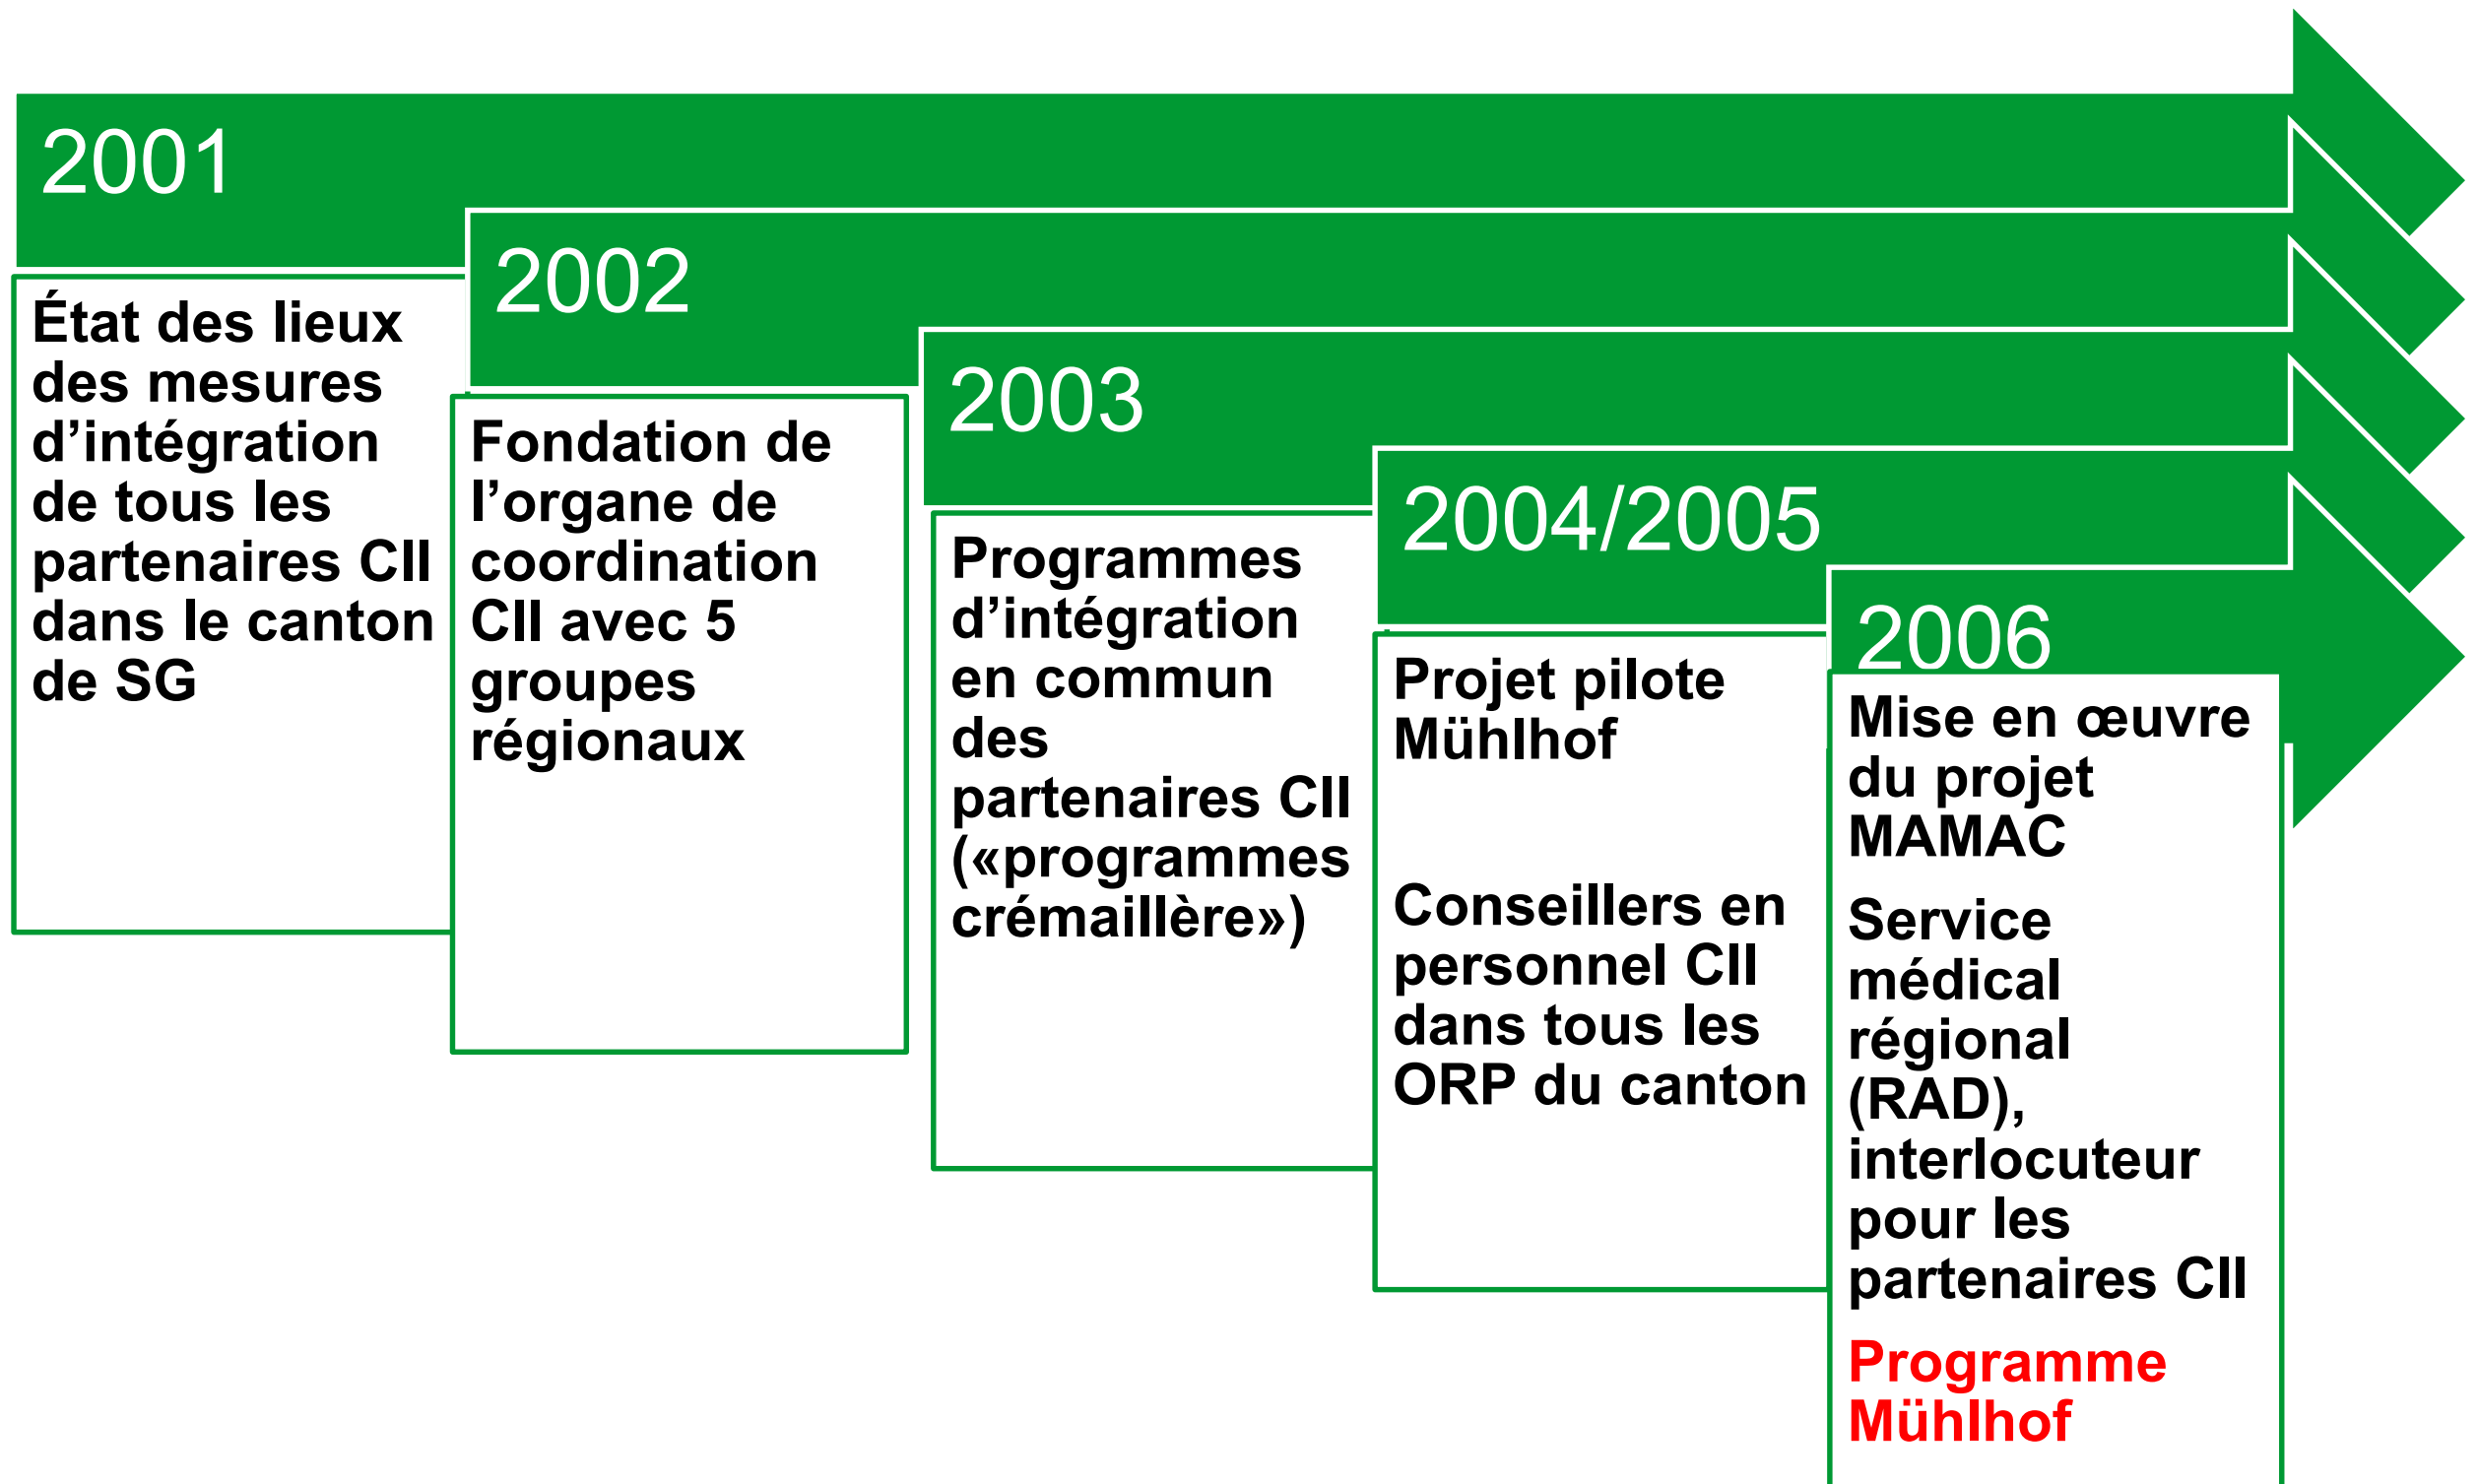 2001
État des lieux
des mesures
d’intégration
de tous les
partenaires CII
dans le canton
de SG
2002
Fondation de
l’organe de
coordination
CII avec 5
groupes
régionaux
2003
Programmes
d’intégration
en commun
des
partenaires CII
(«programmes
crémaillère»)
2004/2005
Projet pilote
Mühlhof
Conseillers en
personnel CII
dans tous les
ORP du canton
2006
Mise en œuvre
du projet
MAMAC
Service
médical
régional
(RAD),
interlocuteur
pour les
partenaires CII
Programme
Mühlhof